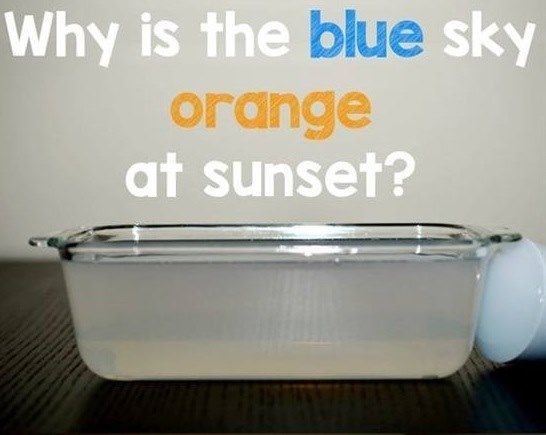 Why is the blue sky
orange
at sunset?